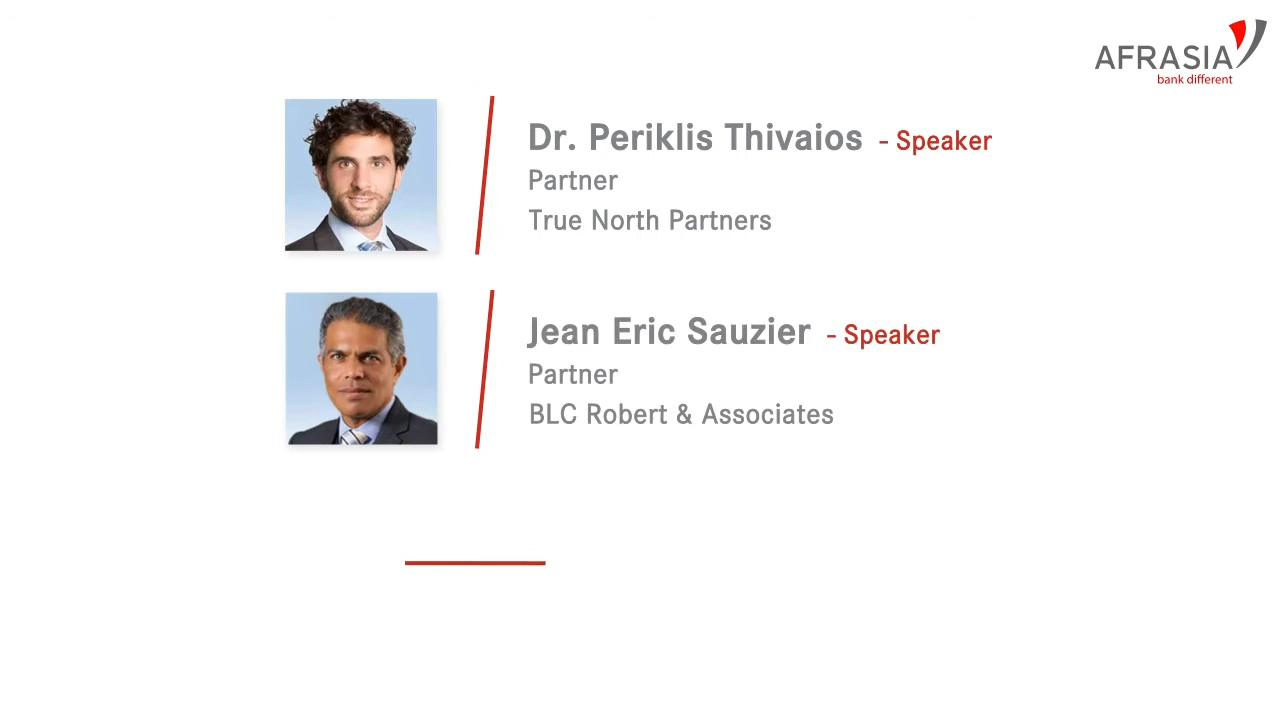 AFRASIA
bank different
Dr. Periklis Thivaios - Speaker
Partner
True North Partners
Jean Eric Sauzier - Speaker
Partner
BLC Robert & Associates